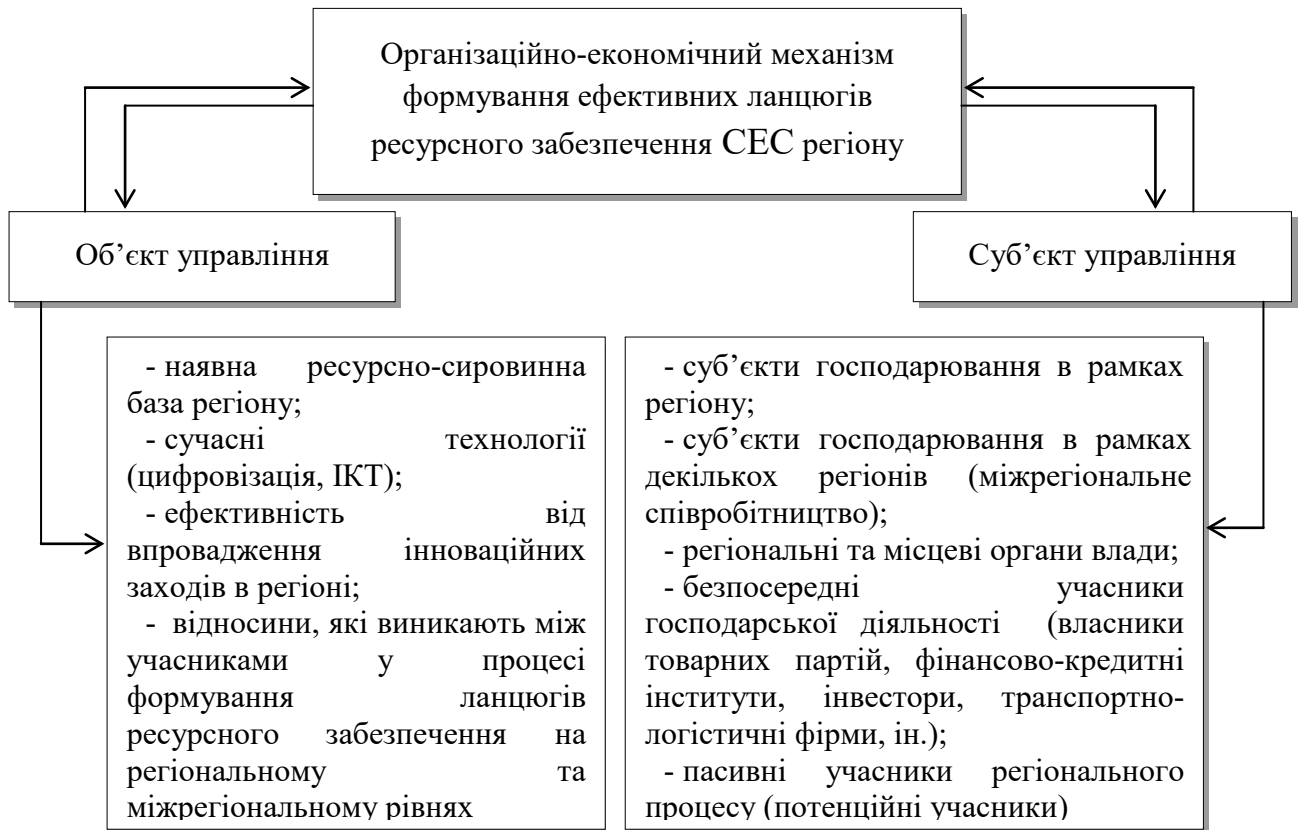 Організаційно-економічний механізм
формування ефективних ланцюгів
ресурсного забезпечення СЕС регіону
Об’єкт управління
Суб’єкт управління
- наявна ресурсно-сировинна
база регіону;
- сучасні технології
(цифровізація, ІКТ);
- ефективність від
впровадження інноваційних
заходів в регіоні;
- відносини, які виникають між
учасниками у процесі
формування ланцюгів
ресурсного забезпечення на
регіональному та
міжрегіональному рівнях
- суб’єкти господарювання в рамках
регіону;
- суб’єкти господарювання в рамках
декількох регіонів (міжрегіональне
співробітництво);
- регіональні та місцеві органи влади;
- безпосередні учасники
господарської діяльності (власники
товарних партій, фінансово-кредитні
інститути, інвестори, транспортно-
логістичні фірми, ін.);
- пасивні учасники регіонального
процесу (потенційні учасники)